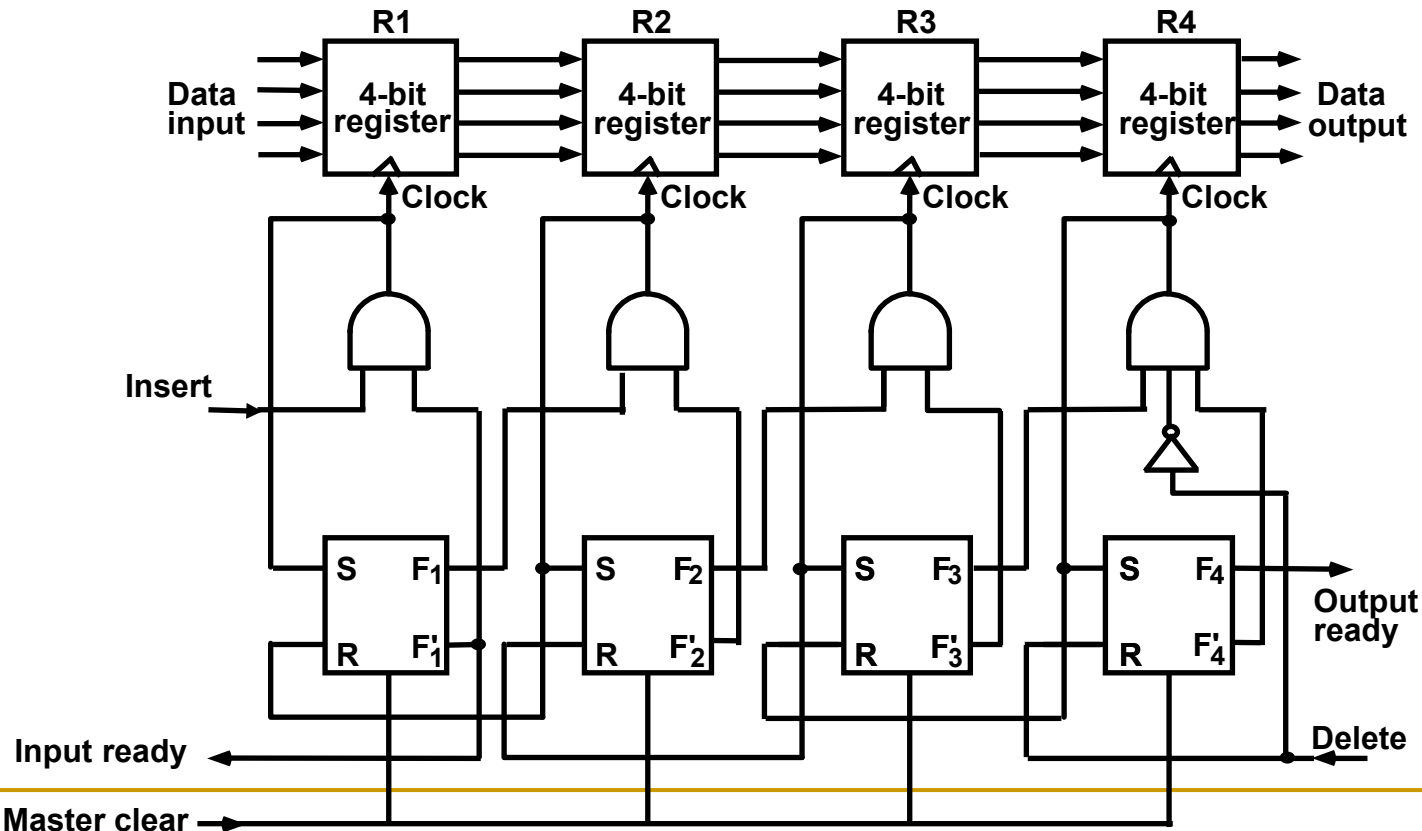 R1 R2 R3 R4
Data input
4-bit register
4-bit register
4-bit register
4-bit register
Data output
Clock Clock Clock Clock
Insert
S F1 S F2 S F3 S F4
Output ready
R F'1 R F'2 R F'3 R F'4
Input ready
Delete
Master clear